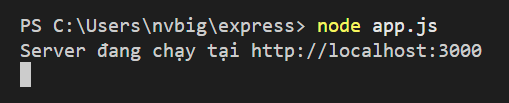 PS C:\Users\nvbig\express> node app.js
Server đang chạy tại http://localhost:3000